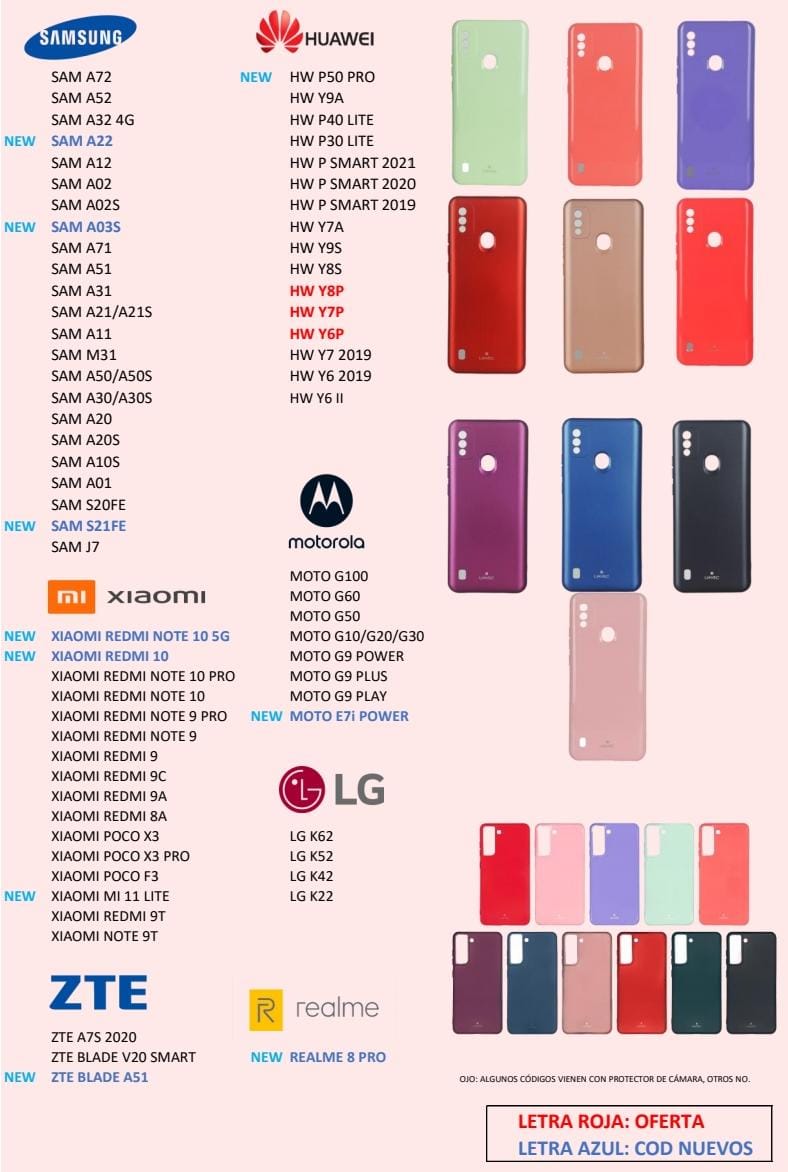 SAMSUNG
SAM A72
SAM A52
SAM A32 4G
NEW SAM A22
SAM A12
SAM A02
SAM A02S
NEW SAM A03S
SAM A71
SAM A51
SAM A31
SAM A21/A21S
SAM A11
SAM M31
SAM A50/A50S
SAM A30/A30S
SAM A20
SAM A20S
SAM A10S
SAM A01
SAM S20FE
NEW SAM S21FE
SAM J7
HUAWEI
NEW HW P50 PRO
HW Y9A
HW P40 LITE
HW P30 LITE
HW P SMART 2021
HW P SMART 2020
HW P SMART 2019
HW Y7A
HW Y9S
HW Y8S
HW Y8P
HW Y7P
HW Y6P
HW Y7 2019
HW Y6 2019
HW Y6 II
mi xiaomi
NEW XIAOMI REDMI NOTE 10 5G
NEW XIAOMI REDMI 10
XIAOMI REDMI NOTE 10 PRO
XIAOMI REDMI NOTE 10
XIAOMI REDMI NOTE 9 PRO
XIAOMI REDMI NOTE 9
XIAOMI REDMI 9
XIAOMI REDMI 9C
XIAOMI REDMI 9A
XIAOMI REDMI 8A
XIAOMI POCO X3
XIAOMI POCO X3 PRO
XIAOMI POCO F3
NEW XIAOMI MI 11 LITE
XIAOMI REDMI 9T
XIAOMI NOTE 9T
motorola
MOTO G100
MOTO G60
MOTO G50
MOTO G10/G20/G30
MOTO G9 POWER
MOTO G9 PLUS
MOTO G9 PLAY
NEW MOTO E7i POWER
LG
LG K62
LG K52
LG K42
LG K22
ZTE
ZTE A7S 2020
ZTE BLADE V20 SMART
NEW ZTE BLADE A51
realme
NEW REALME 8 PRO
OJO: ALGUNOS CÓDIGOS VIENEN CON PROTECTOR DE CÁMARA, OTROS NO.
LETRA ROJA: OFERTA
LETRA AZUL: COD NUEVOS